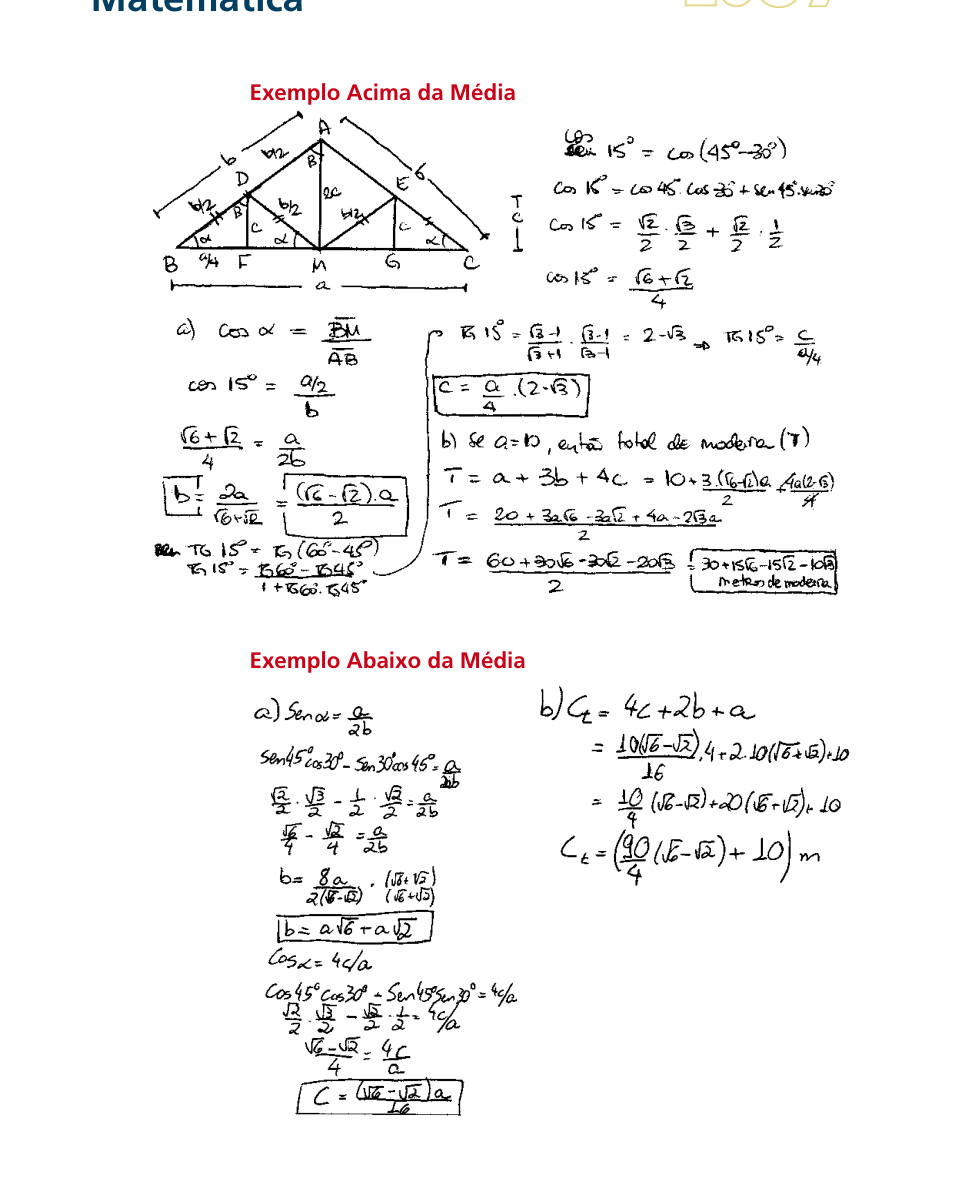 Matemática
Exemplo Acima da Média
A
b
b/2
B
6
D
E
2c
b/2
B
b/2
b/2
T
C
α
C
α
C
α
B
a/4
F
M
G
C
a
cos 15° = cos (45°-30°)
cos 15° = cos 45°. cos 30° + sen 45°. sen 30°
cos 15° = √2/2 . √3/2 + √2/2 . 1/2
cos 15° = (√6 + √2)/4
a) cos α = B̅M̅/A̅B̅
cos 15° = (a/2)/b
(√6 + √2)/4 = a/2b
b = 2a/(√6+√2) = (√6 - √2).a/2
TG 15° = TG (60°-45°)
TG 15° = (TG60° - TG45°)/(1 + TG60°. TG45°)
TG 15° = (√3-1)/(√3+1) . (√3-1)/(√3-1) = 2-√3 ⇒ TG 15° = c/(a/4)
c = a/4 .(2-√3)
b) Se a=10, então total de madeira (T)
T = a + 3b + 4c = 10 + 3.(√6-√2)a/2 + 4a(2-√3)/4
T = (20 + 3a√6 - 3a√2 + 4a - 2√3a)/2
T = (60 + 30√6 - 30√2 - 20√3)/2 = 30+15√6-15√2-10√3
metros de madeira
Exemplo Abaixo da Média
a) Sen α = a/2b
sen45°cos30° - Sen30°cos45° = a/2b
√2/2 . √3/2 - 1/2 . √2/2 = a/2b
√6/4 - √2/4 = a/2b
b = 8a/2(√6-√2) . (√6+√2)/(√6+√2)
b = a√6 + a√2
Cos α = 4c/a
Cos45°Cos30° - Sen45°Sen30° = 4c/a
√2/2 . √3/2 - √2/2 . 1/2 = 4c/a
(√6 - √2)/4 = 4c/a
C = (√6 - √2)a/16
b) Ct = 4c + 2b + a
= 10(√6-√2)/16 . 4 + 2.10(√6+√2)+10
= 10/4 (√6-√2)+20(√6+√2)+10
Ct = (90/4 (√6-√2) + 10) m